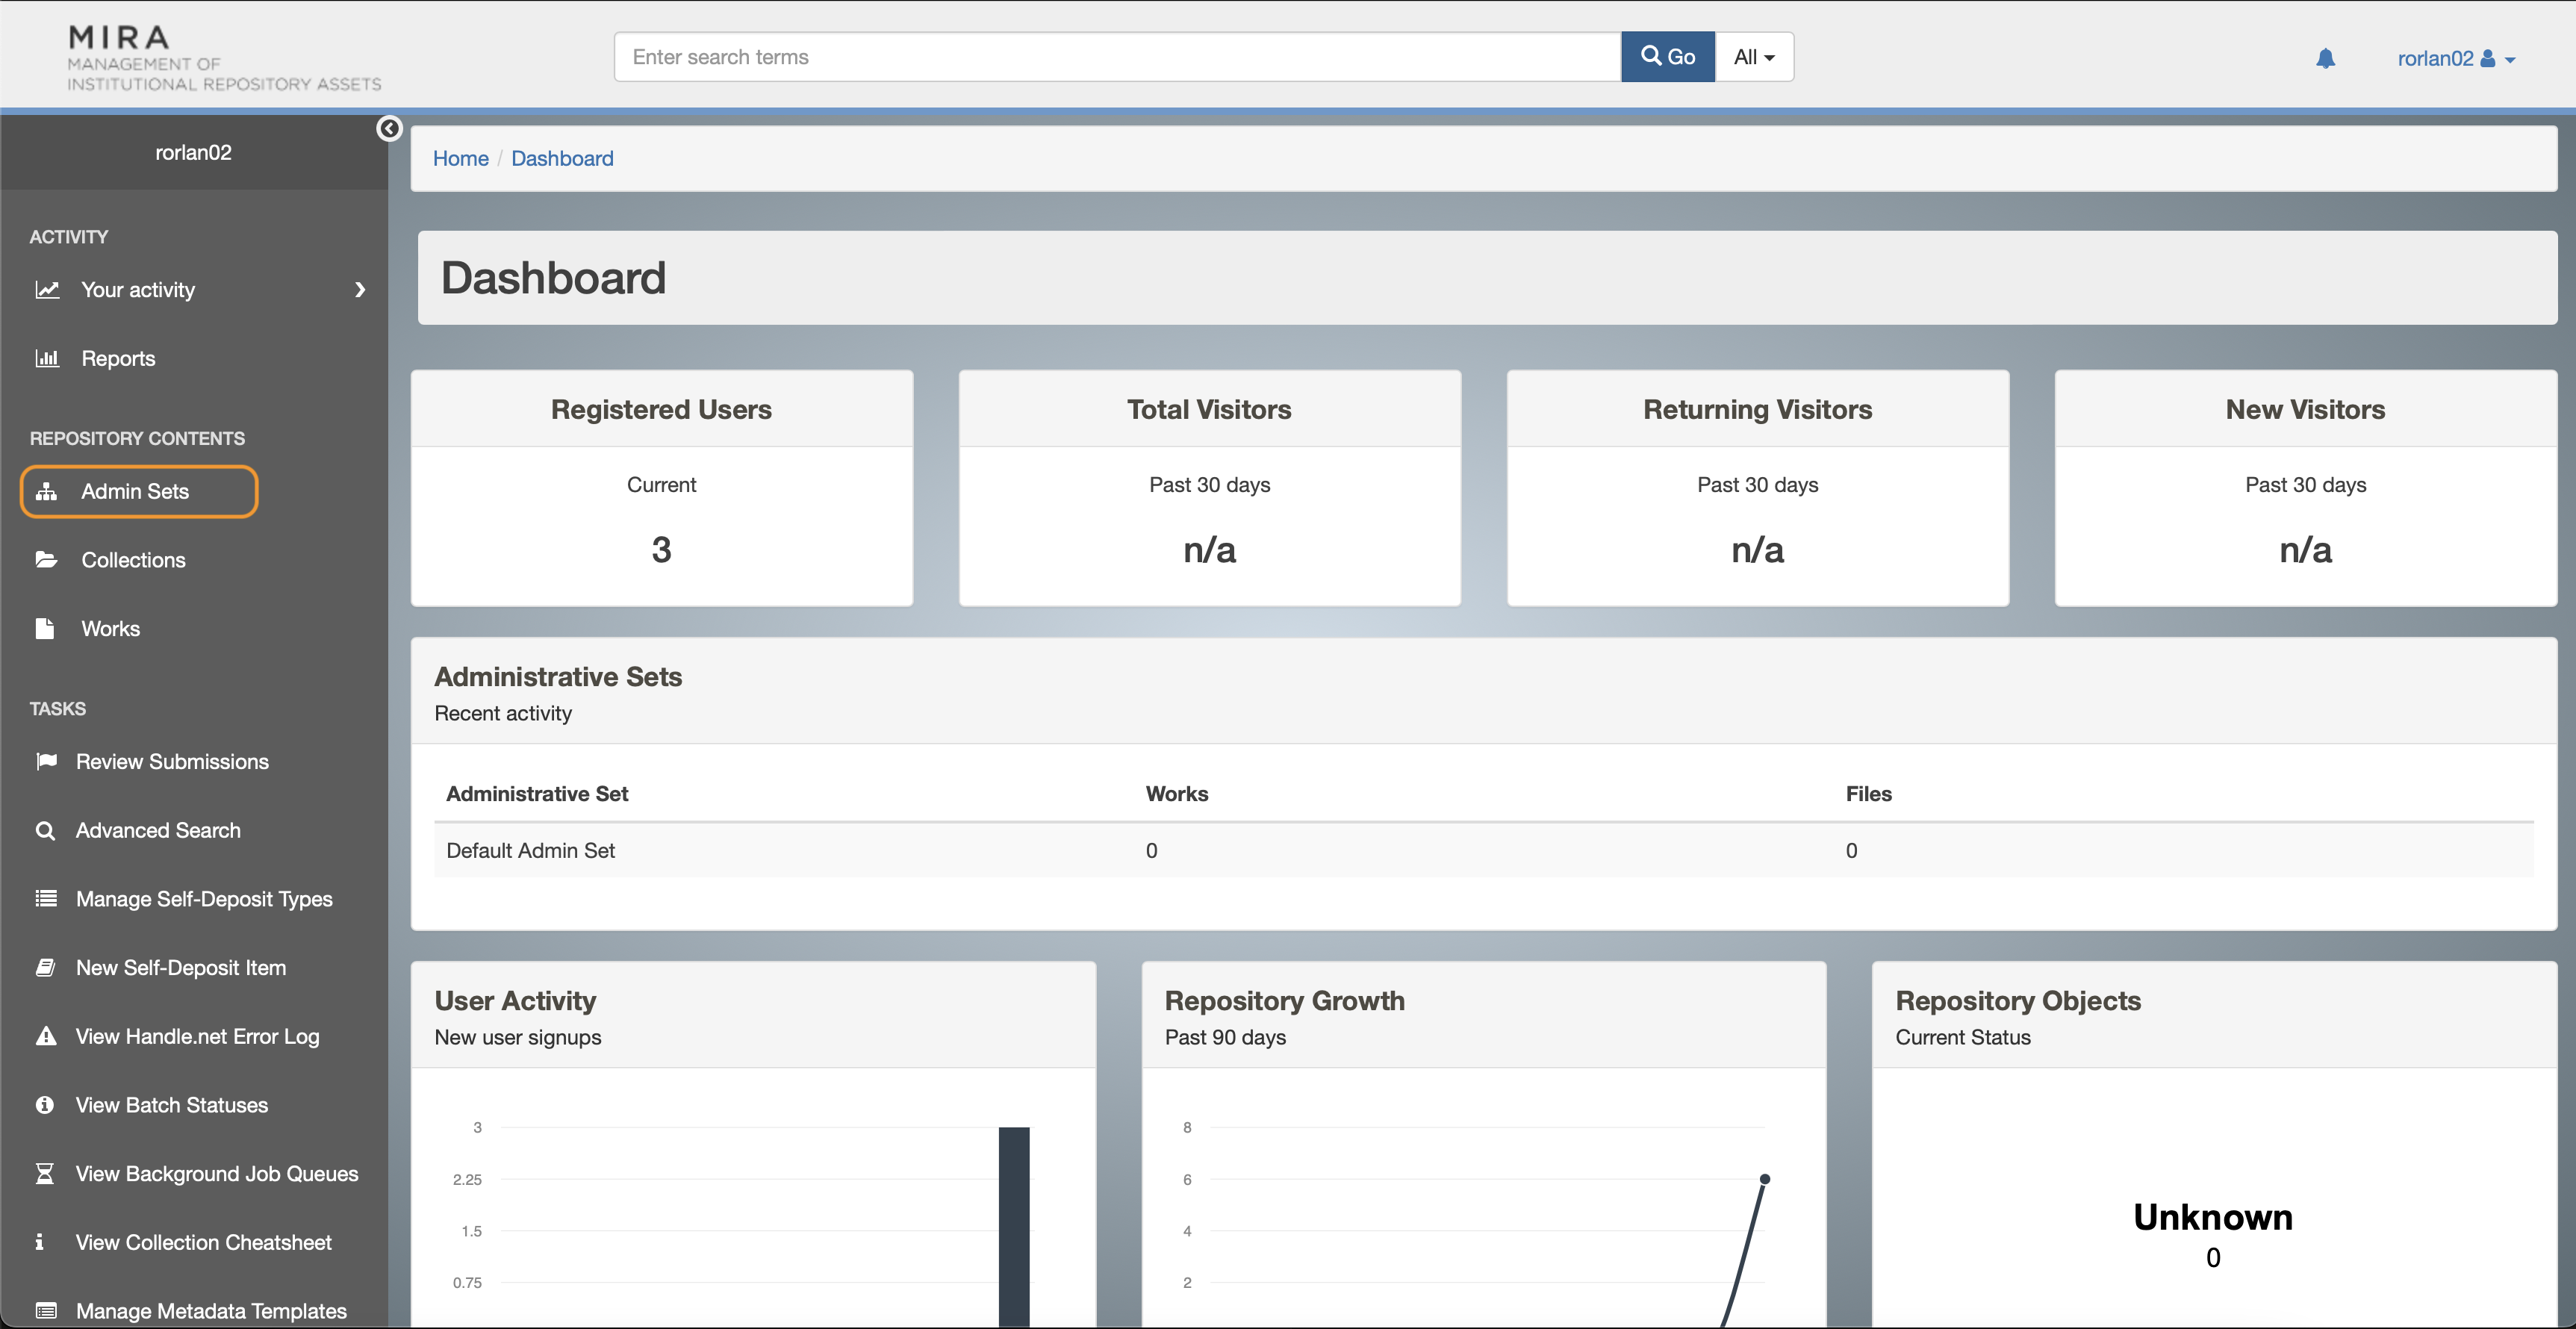 MIRA
MANAGEMENT OF
INSTITUTIONAL REPOSITORY ASSETS
Enter search terms
Go
All
rorlan02
rorlan02
Home / Dashboard
ACTIVITY
Your activity
Reports
REPOSITORY CONTENTS
Admin Sets
Collections
Works
TASKS
Review Submissions
Advanced Search
Manage Self-Deposit Types
New Self-Deposit Item
View Handle.net Error Log
View Batch Statuses
View Background Job Queues
View Collection Cheatsheet
Manage Metadata Templates
Dashboard
Registered Users
Current
3
Total Visitors
Past 30 days
n/a
Returning Visitors
Past 30 days
n/a
New Visitors
Past 30 days
n/a
Administrative Sets
Recent activity
Administrative Set Works Files
Default Admin Set 0 0
User Activity
New user signups
3
2.25
1.5
0.75
Repository Growth
Past 90 days
8
6
4
2
Repository Objects
Current Status
Unknown
0